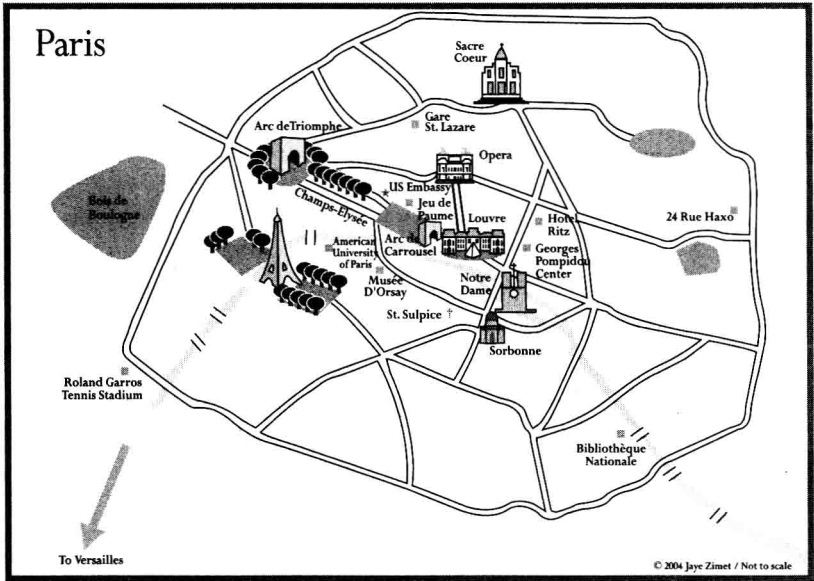 Paris
Sacre
Coeur
Arc deTriomphe
Gare
St. Lazare
Opera
US Embassy
Bois de
Boulogne
Champs-Elysée
Jeu de
Paume
Louvre
Hotel
Ritz
24 Rue Haxo
American
University
of Paris
Arc de
Carrousel
Georges
Pompidou
Center
Musée
D'Orsay
Notre
Dame
St. Sulpice
Sorbonne
Roland Garros
Tennis Stadium
Bibliothèque
Nationale
To Versailles
© 2004 Jaye Zimet / Not to scale